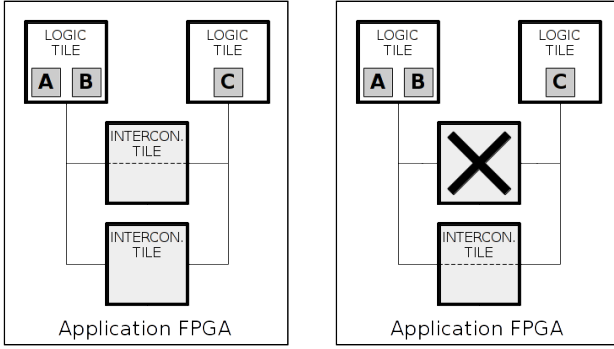 LOGIC
TILE
A B
LOGIC
TILE
C
INTERCON.
TILE
INTERCON.
TILE
Application FPGA
LOGIC
TILE
A B
LOGIC
TILE
C
INTERCON.
TILE
Application FPGA